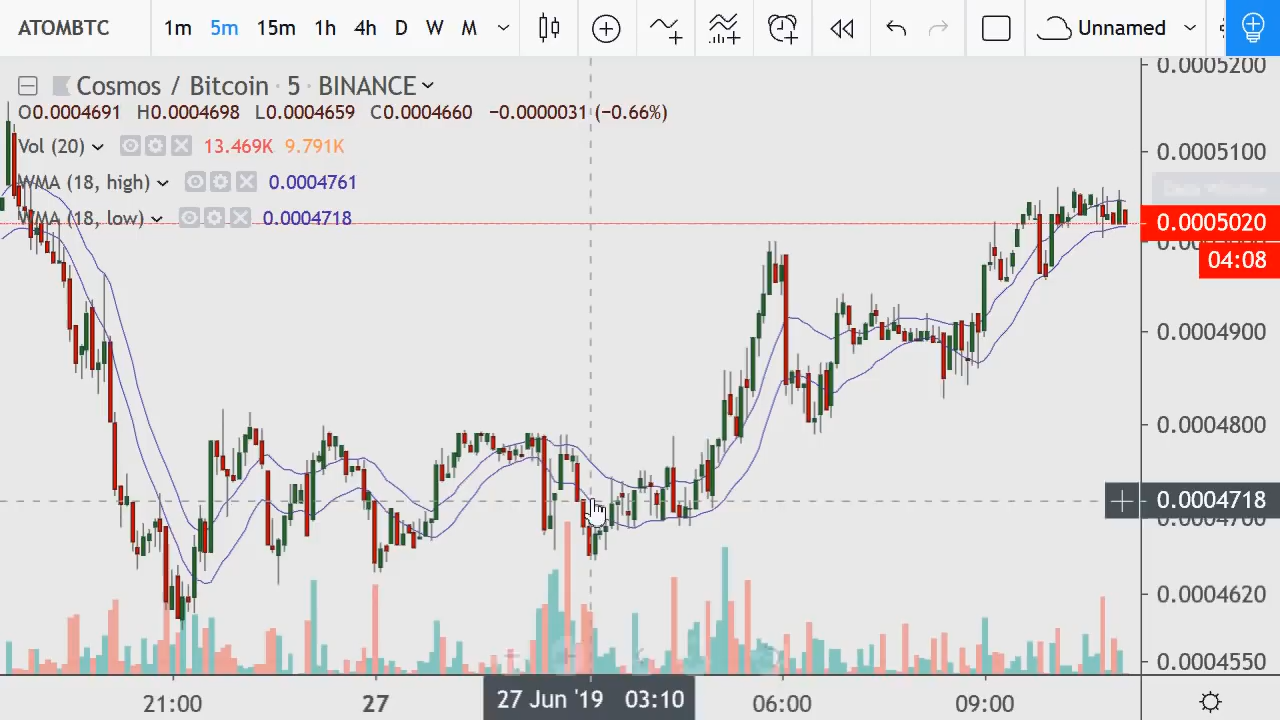 ATOMBTC 1m 5m 15m 1h 4h D W M Unnamed
Cosmos / Bitcoin · 5 · BINANCE
O0.0004691 H0.0004698 L0.0004659 C0.0004660 −0.0000031 (−0.66%)
Vol (20) 13.469K 9.791K
WMA (18, high) 0.0004761
WMA (18, low) 0.0004718
0.0005200
0.0005100
0.0005020
04:08
0.0004900
0.0004800
0.0004718
0.0004700
0.0004620
0.0004550
21:00 27 27 Jun '19 03:10 06:00 09:00